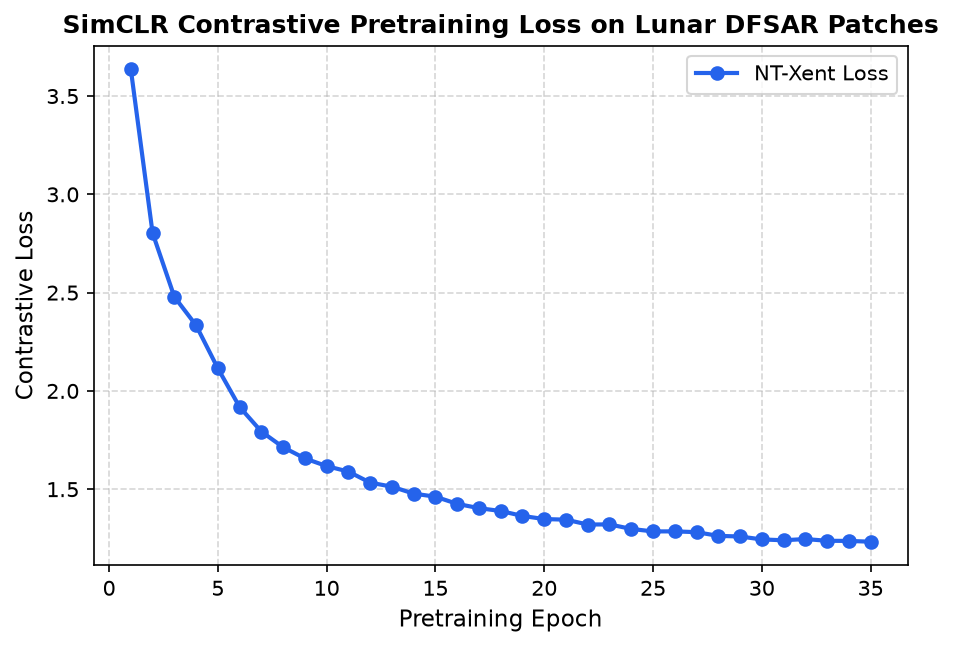 SimCLR Contrastive Pretraining Loss on Lunar DFSAR Patches
NT-Xent Loss
Contrastive Loss
3.5
3.0
2.5
2.0
1.5
0 5 10 15 20 25 30 35
Pretraining Epoch